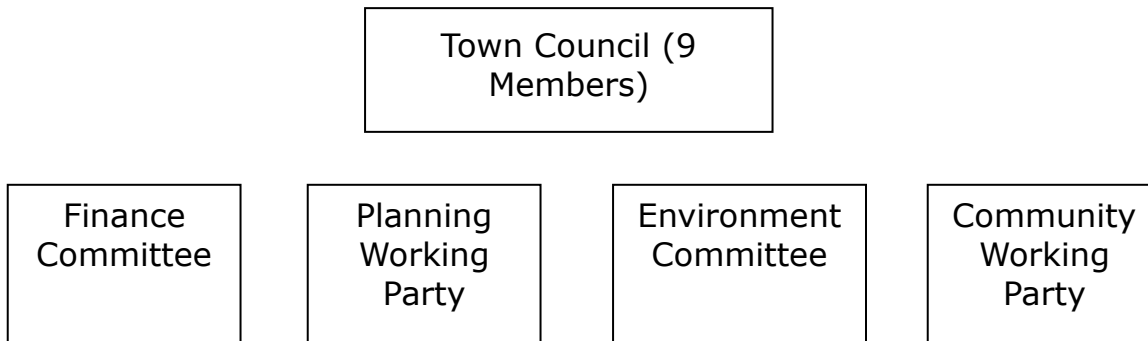 Town Council (9
Members)
Finance
Committee
Planning
Working
Party
Environment
Committee
Community
Working
Party